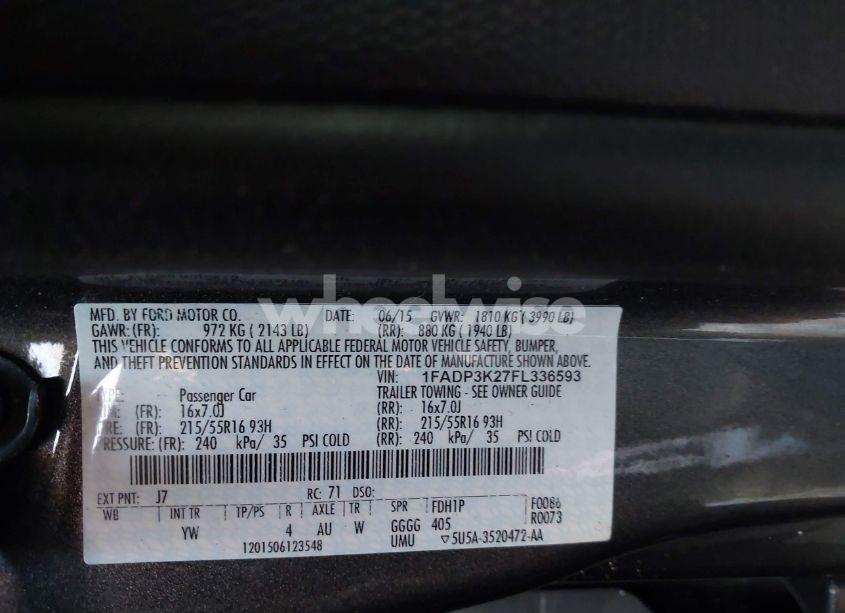 wheelwise
MFD. BY FORD MOTOR CO. DATE: 06/15 GVWR: 1810 KG ( 3990 LB)
GAWR: (FR): 972 KG ( 2143 LB) (RR): 880 KG ( 1940 LB)
THIS VEHICLE CONFORMS TO ALL APPLICABLE FEDERAL MOTOR VEHICLE SAFETY, BUMPER,
AND THEFT PREVENTION STANDARDS IN EFFECT ON THE DATE OF MANUFACTURE SHOWN ABOVE.
VIN: 1FADP3K27FL336593
TYPE: Passenger Car TRAILER TOWING - SEE OWNER GUIDE
RIM: (FR): 16x7.0J (RR): 16x7.0J
TIRE: (FR): 215/55R16 93H (RR): 215/55R16 93H
PRESSURE: (FR): 240 kPa/ 35 PSI COLD (RR): 240 kPa/ 35 PSI COLD
EXT PNT: J7 RC: 71 DSO:
WB INT TR TP/PS R AXLE TR SPR FDH1P F0086
YW 4 AU W GGGG 405 R0073
1201506123548 UMU ▽5U5A-3520472-AA